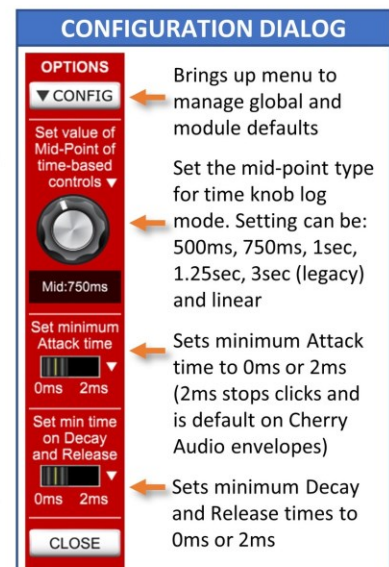 CONFIGURATION DIALOG
OPTIONS
▼CONFIG
Set value of
Mid-Point of
time-based
controls ▼
Mid:750ms
Set minimum
Attack time
▼
0ms 2ms
Set min time
on Decay
and Release
▼
0ms 2ms
CLOSE
Brings up menu to
manage global and
module defaults
Set the mid-point type
for time knob log
mode. Setting can be:
500ms, 750ms, 1sec,
1.25sec, 3sec (legacy)
and linear
Sets minimum Attack
time to 0ms or 2ms
(2ms stops clicks and
is default on Cherry
Audio envelopes)
Sets minimum Decay
and Release times to
0ms or 2ms